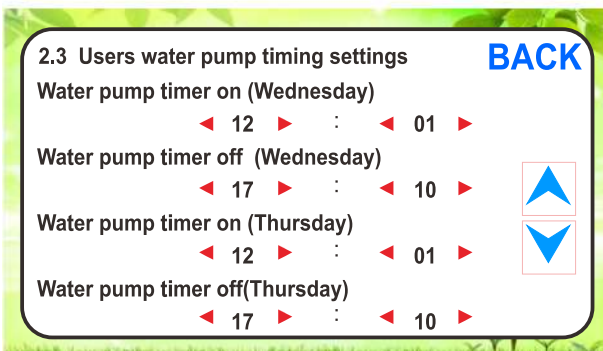 2.3 Users water pump timing settings BACK
Water pump timer on (Wednesday)
12 : 01
Water pump timer off (Wednesday)
17 : 10
Water pump timer on (Thursday)
12 : 01
Water pump timer off(Thursday)
17 : 10